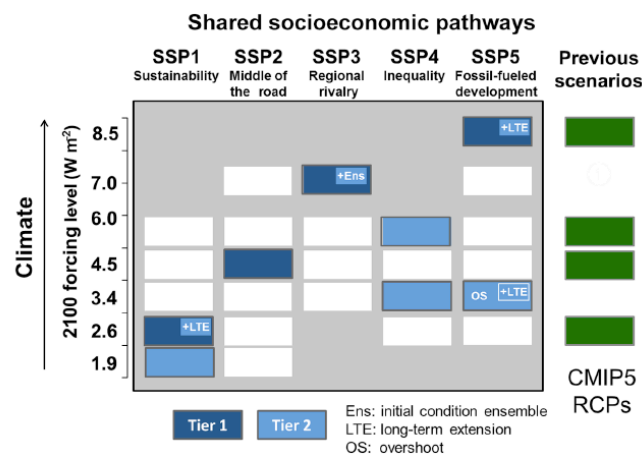 Shared socioeconomic pathways
SSP1 SSP2 SSP3 SSP4 SSP5 Previous
Sustainability Middle of Regional Inequality Fossil-fueled scenarios
the road rivalry development
8.5 +LTE
7.0 +Ens
6.0
4.5
3.4 OS +LTE
2.6 +LTE
1.9
Climate
2100 forcing level (W m-2)
CMIP5
RCPs
Tier 1 Tier 2
Ens: initial condition ensemble
LTE: long-term extension
OS: overshoot